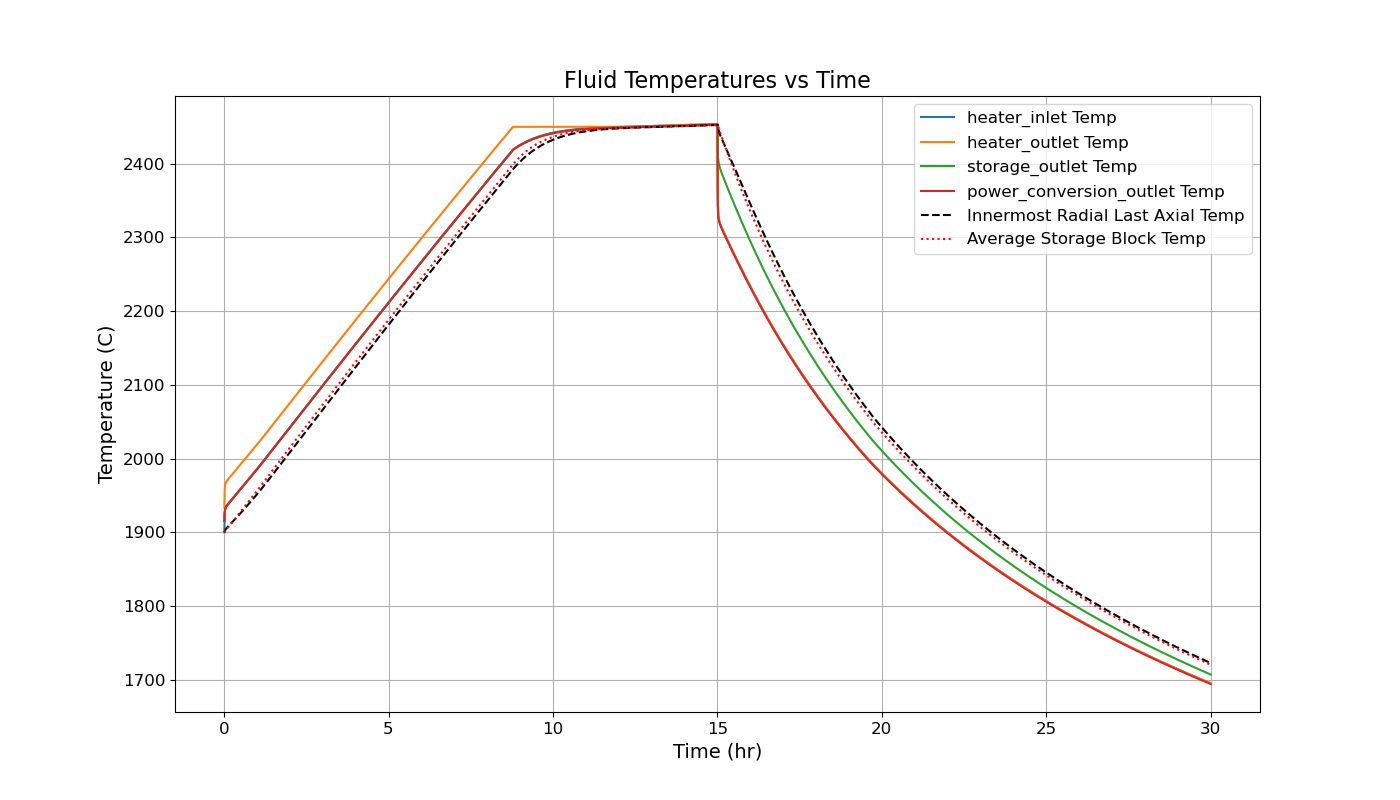 Fluid Temperatures vs Time
heater_inlet Temp
heater_outlet Temp
storage_outlet Temp
power_conversion_outlet Temp
Innermost Radial Last Axial Temp
Average Storage Block Temp
Temperature (C)
2400
2300
2200
2100
2000
1900
1800
1700
0 5 10 15 20 25 30
Time (hr)